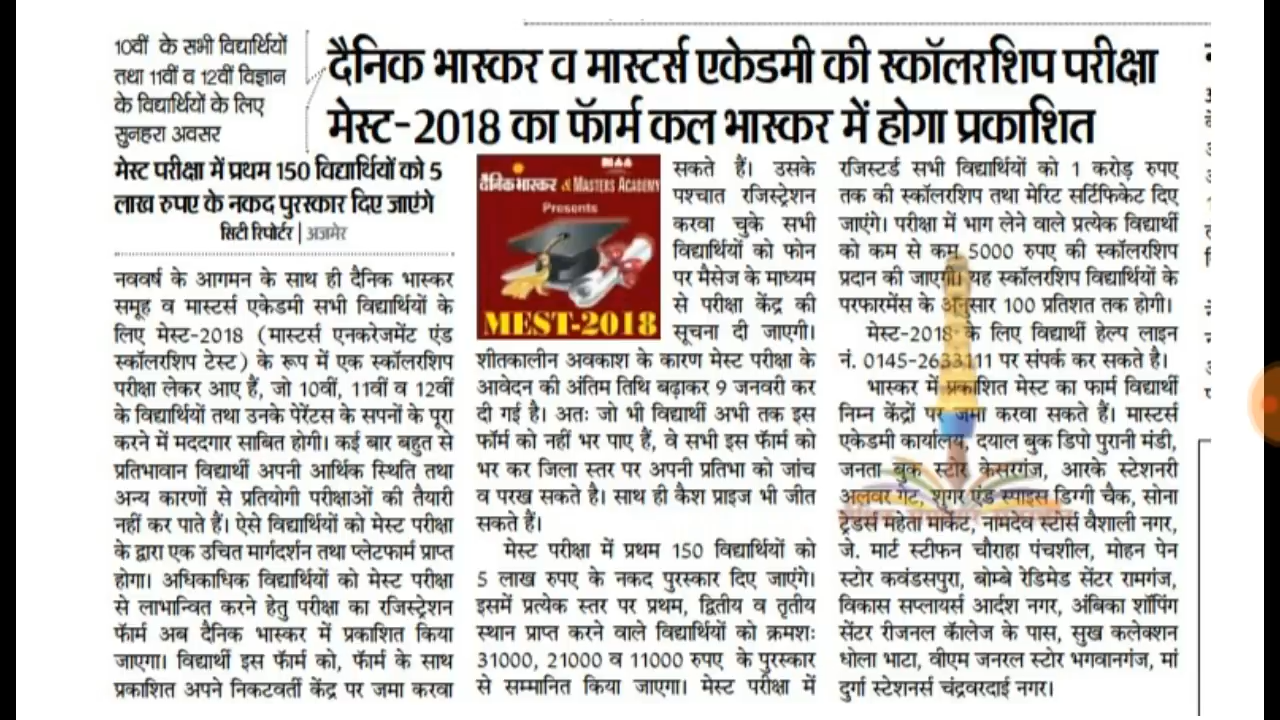 10वीं के सभी विद्यार्थियों
तथा 11वीं व 12वीं विज्ञान
के विद्यार्थियों के लिए
सुनहरा अवसर
दैनिक भास्कर व मास्टर्स एकेडमी की स्कॉलरशिप परीक्षा
मेस्ट-2018 का फॅार्म कल भास्कर में होगा प्रकाशित
मेस्ट परीक्षा में प्रथम 150 विद्यार्थियों को 5
लाख रुपए के नकद पुरस्कार दिए जाएंगे
सिटी रिपोर्टर | अजमेर
नववर्ष के आगमन के साथ ही दैनिक भास्कर
समूह व मास्टर्स एकेडमी सभी विद्यार्थियों के
लिए मेस्ट-2018 (मास्टर्स एनकरेजमेंट एंड
स्कॉलरशिप टेस्ट) के रूप में एक स्कॉलरशिप
परीक्षा लेकर आए हैं, जो 10वीं, 11वीं व 12वीं
के विद्यार्थियों तथा उनके पेरेंटस के सपनों के पूरा
करने में मददगार साबित होगी। कई बार बहुत से
प्रतिभावान विद्यार्थी अपनी आर्थिक स्थिति तथा
अन्य कारणों से प्रतियोगी परीक्षाओं की तैयारी
नहीं कर पाते हैं। ऐसे विद्यार्थियों को मेस्ट परीक्षा
के द्वारा एक उचित मार्गदर्शन तथा प्लेटफार्म प्राप्त
होगा। अधिकाधिक विद्यार्थियों को मेस्ट परीक्षा
से लाभान्वित करने हेतु परीक्षा का रजिस्ट्रेशन
फॅार्म अब दैनिक भास्कर में प्रकाशित किया
जाएगा। विद्यार्थी इस फॅार्म को, फॅार्म के साथ
प्रकाशित अपने निकटवर्ती केंद्र पर जमा करवा
दैनिक भास्कर & MASTERS ACADEMY
Presents
MEST-2018
सकते हैं। उसके
पश्चात रजिस्ट्रेशन
करवा चुके सभी
विद्यार्थियों को फोन
पर मैसेज के माध्यम
से परीक्षा केंद्र की
सूचना दी जाएगी।
शीतकालीन अवकाश के कारण मेस्ट परीक्षा के
आवेदन की अंतिम तिथि बढ़ाकर 9 जनवरी कर
दी गई है। अतः जो भी विद्यार्थी अभी तक इस
फॉर्म को नहीं भर पाए हैं, वे सभी इस फॅार्म को
भर कर जिला स्तर पर अपनी प्रतिभा को जांच
व परख सकते है। साथ ही कैश प्राइज भी जीत
सकते हैं।
मेस्ट परीक्षा में प्रथम 150 विद्यार्थियों को
5 लाख रुपए के नकद पुरस्कार दिए जाएंगे।
इसमें प्रत्येक स्तर पर प्रथम, द्वितीय व तृतीय
स्थान प्राप्त करने वाले विद्यार्थियों को क्रमशः
31000, 21000 व 11000 रुपए के पुरस्कार
से सम्मानित किया जाएगा। मेस्ट परीक्षा में
रजिस्टर्ड सभी विद्यार्थियों को 1 करोड़ रुपए
तक की स्कॉलरशिप तथा मेरिट सर्टिफिकेट दिए
जाएंगे। परीक्षा में भाग लेने वाले प्रत्येक विद्यार्थी
को कम से कम 5000 रुपए की स्कॉलरशिप
प्रदान की जाएगी। यह स्कॉलरशिप विद्यार्थियों के
परफारमेंस के अनुसार 100 प्रतिशत तक होगी।
मेस्ट-2018 के लिए विद्यार्थी हेल्प लाइन
नं. 0145-2633111 पर संपर्क कर सकते है।
भास्कर में प्रकाशित मेस्ट का फार्म विद्यार्थी
निम्न केंद्रों पर जमा करवा सकते हैं। मास्टर्स
एकेडमी कार्यालय, दयाल बुक डिपो पुरानी मंडी,
जनता बुक स्टोर केसरगंज, आरके स्टेशनरी
अलवर गेट, शुगर एंड स्पाइस डिग्गी चैक, सोना
ट्रेडर्स महेता मार्केट, नामदेव स्टोर्स वैशाली नगर,
जे. मार्ट स्टीफन चौराहा पंचशील, मोहन पेन
स्टोर कवंडसपुरा, बोम्बे रेडिमेड सेंटर रामगंज,
विकास सप्लायर्स आर्दश नगर, अंबिका शॉपिंग
सेंटर रीजनल कॅालेज के पास, सुख कलेक्शन
धोला भाटा, वीएम जनरल स्टोर भगवानगंज, मां
दुर्गा स्टेशनर्स चंद्रवरदाई नगर।